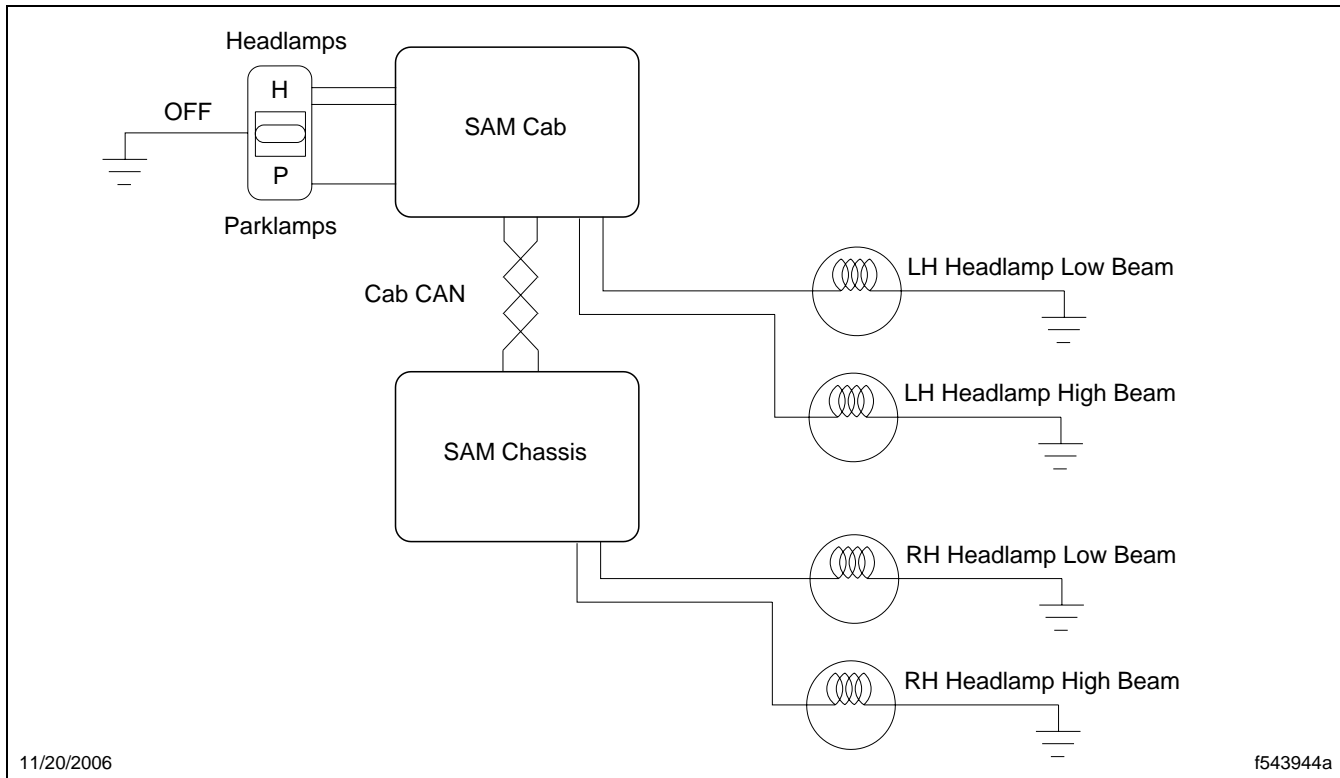 Headlamps
H
OFF
P
Parklamps
SAM Cab
Cab CAN
SAM Chassis
LH Headlamp Low Beam
LH Headlamp High Beam
RH Headlamp Low Beam
RH Headlamp High Beam
11/20/2006
f543944a